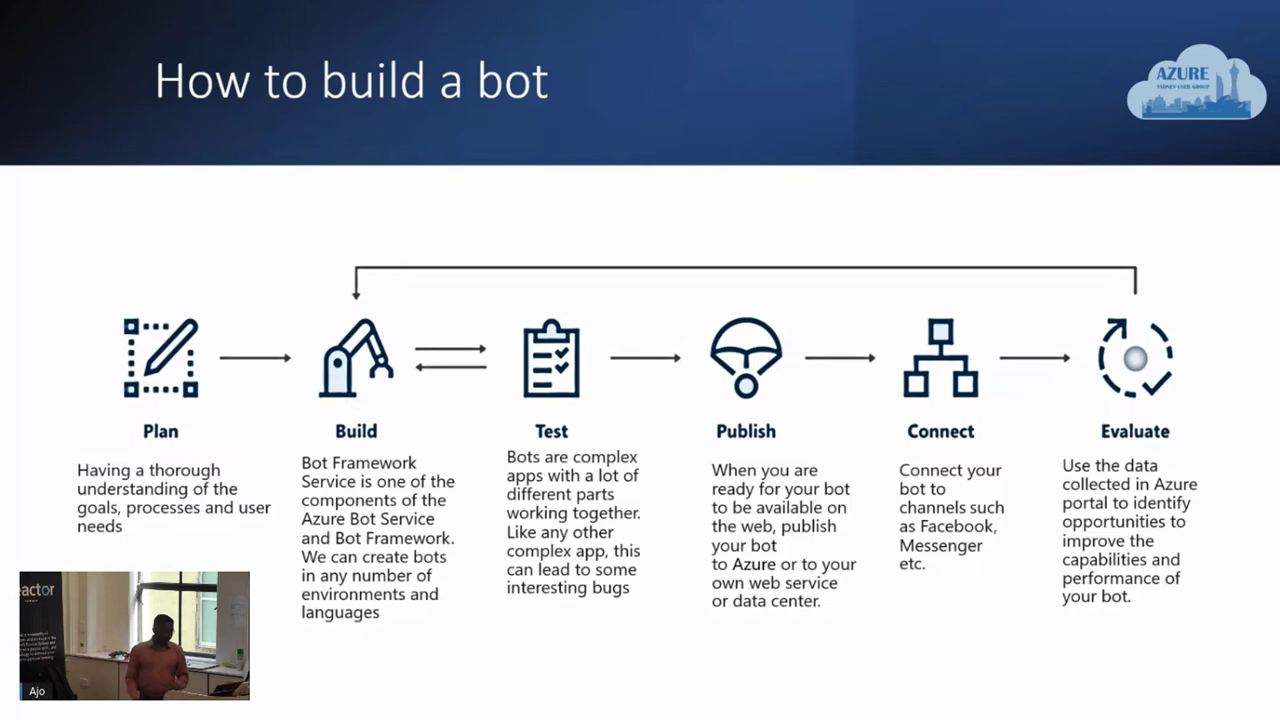 How to build a bot
AZURE
SYDNEY USER GROUP
Plan
Having a thorough
understanding of the
goals, processes and user
needs
Build
Bot Framework
Service is one of the
components of the
Azure Bot Service
and Bot Framework.
We can create bots
in any number of
environments and
languages
Test
Bots are complex
apps with a lot of
different parts
working together.
Like any other
complex app, this
can lead to some
interesting bugs
Publish
When you are
ready for your bot
to be available on
the web, publish
your bot
to Azure or to your
own web service
or data center.
Connect
Connect your
bot to
channels such
as Facebook,
Messenger
etc.
Evaluate
Use the data
collected in Azure
portal to identify
opportunities to
improve the
capabilities and
performance of
your bot.
eactor
Ajo